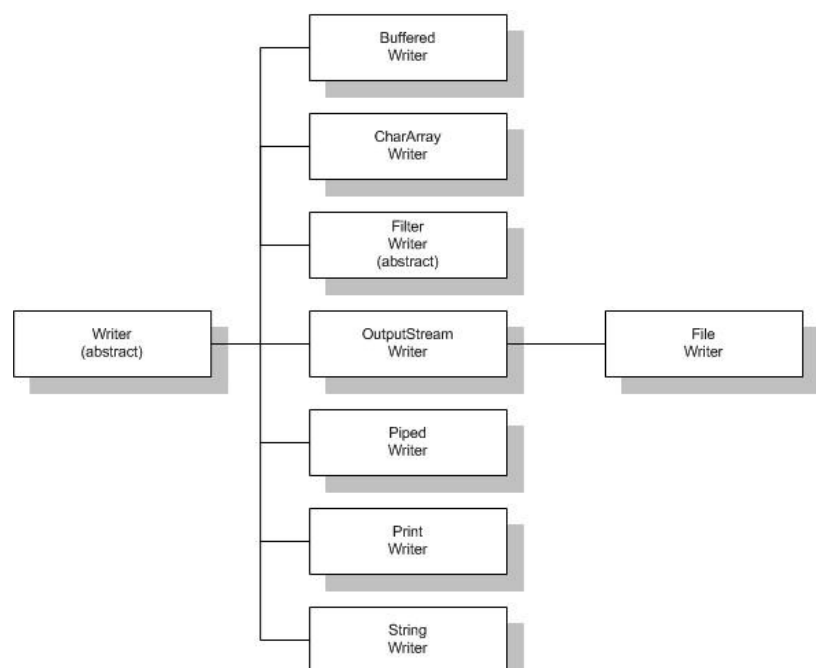 Buffered
Writer
CharArray
Writer
Filter
Writer
(abstract)
Writer
(abstract)
OutputStream
Writer
File
Writer
Piped
Writer
Print
Writer
String
Writer